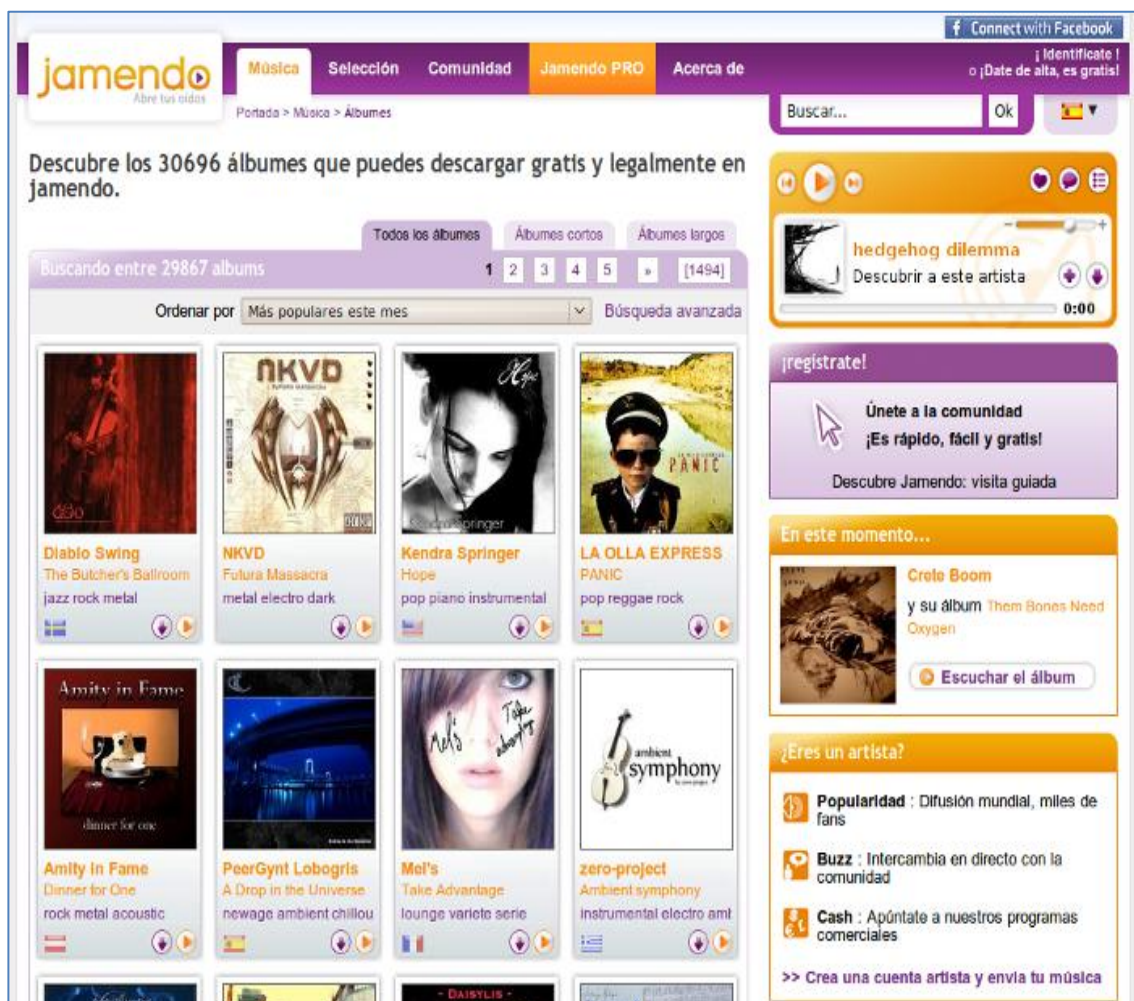 Connect with Facebook
jamendo
Abre tus oídos
Música
Selección
Comunidad
Jamendo PRO
Acerca de
¡ Identifícate !
o ¡Date de alta, es gratis!
Portada > Música > Álbumes
Buscar...
Ok
Descubre los 30696 álbumes que puedes descargar gratis y legalmente en
jamendo.
Todos los álbumes
Álbumes cortos
Álbumes largos
Buscando entre 29867 albums
1 2 3 4 5 » [1494]
Ordenar por
Más populares este mes
Búsqueda avanzada
NKVD
Hope
Kendra Springer
PANIC
Diablo Swing
The Butcher's Ballroom
jazz rock metal
NKVD
Futura Massacra
metal electro dark
Kendra Springer
Hope
pop piano instrumental
LA OLLA EXPRESS
PANIC
pop reggae rock
Amity in Fame
dinner for one
Mel's
Take
advantage
ambient
symphony
Amity in Fame
Dinner for One
rock metal acoustic
PeerGynt Lobogris
A Drop in the Universe
newage ambient chillou
Mel's
Take Advantage
lounge variete serie
zero-project
Ambient symphony
instrumental electro amb
- DAISYLIS -
hedgehog dilemma
Descubrir a este artista
0:00
¡registrate!
Únete a la comunidad
¡Es rápido, fácil y gratis!
Descubre Jamendo: visita guiada
En este momento...
Crete Boom
y su álbum Them Bones Need
Oxygen
Escuchar el álbum
¿Eres un artista?
Popularidad : Difusión mundial, miles de
fans
Buzz : Intercambia en directo con la
comunidad
Cash : Apúntate a nuestros programas
comerciales
>> Crea una cuenta artista y envia tu música